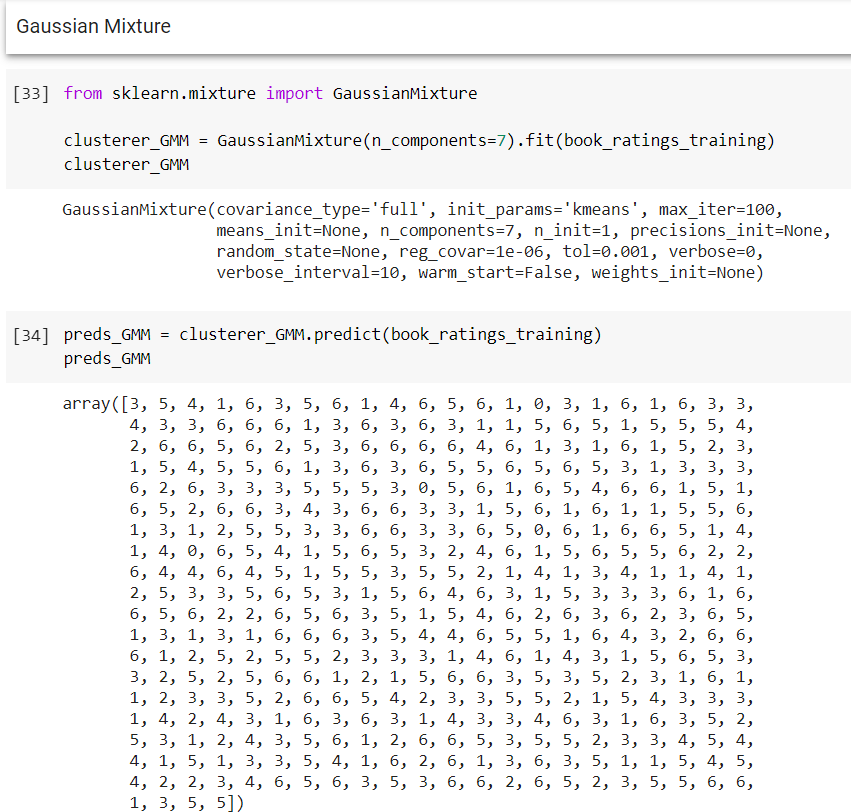 Gaussian Mixture
[33] from sklearn.mixture import GaussianMixture
clusterer_GMM = GaussianMixture(n_components=7).fit(book_ratings_training)
clusterer_GMM
GaussianMixture(covariance_type='full', init_params='kmeans', max_iter=100,
means_init=None, n_components=7, n_init=1, precisions_init=None,
random_state=None, reg_covar=1e-06, tol=0.001, verbose=0,
verbose_interval=10, warm_start=False, weights_init=None)
[34] preds_GMM = clusterer_GMM.predict(book_ratings_training)
preds_GMM
array([3, 5, 4, 1, 6, 3, 5, 6, 1, 4, 6, 5, 6, 1, 0, 3, 1, 6, 1, 6, 3, 3,
4, 3, 3, 6, 6, 6, 1, 3, 6, 3, 6, 3, 1, 1, 5, 6, 5, 1, 5, 5, 5, 4,
2, 6, 6, 5, 6, 2, 5, 3, 6, 6, 6, 6, 4, 6, 1, 3, 1, 6, 1, 5, 2, 3,
1, 5, 4, 5, 5, 6, 1, 3, 6, 3, 6, 5, 5, 6, 5, 6, 5, 3, 1, 3, 3, 3,
6, 2, 6, 3, 3, 3, 5, 5, 5, 3, 0, 5, 6, 1, 6, 5, 4, 6, 6, 1, 5, 1,
6, 5, 2, 6, 6, 3, 4, 3, 6, 6, 3, 3, 1, 5, 6, 1, 6, 1, 1, 5, 5, 6,
1, 3, 1, 2, 5, 5, 3, 3, 6, 6, 3, 3, 6, 5, 0, 6, 1, 6, 6, 5, 1, 4,
1, 4, 0, 6, 5, 4, 1, 5, 6, 5, 3, 2, 4, 6, 1, 5, 6, 5, 5, 6, 2, 2,
6, 4, 4, 6, 4, 5, 1, 5, 5, 3, 5, 5, 2, 1, 4, 1, 3, 4, 1, 1, 4, 1,
2, 5, 3, 3, 5, 6, 5, 3, 1, 5, 6, 4, 6, 3, 1, 5, 3, 3, 3, 6, 1, 6,
6, 5, 6, 2, 2, 6, 5, 6, 3, 5, 1, 5, 4, 6, 2, 6, 3, 6, 2, 3, 6, 5,
1, 3, 1, 3, 1, 6, 6, 6, 3, 5, 4, 4, 6, 5, 5, 1, 6, 4, 3, 2, 6, 6,
6, 1, 2, 5, 2, 5, 5, 2, 3, 3, 3, 1, 4, 6, 1, 4, 3, 1, 5, 6, 5, 3,
3, 2, 5, 2, 5, 6, 6, 1, 2, 1, 5, 6, 6, 3, 5, 3, 5, 2, 3, 1, 6, 1,
1, 2, 3, 3, 5, 2, 6, 6, 5, 4, 2, 3, 3, 5, 5, 2, 1, 5, 4, 3, 3, 3,
1, 4, 2, 4, 3, 1, 6, 3, 6, 3, 1, 4, 3, 3, 4, 6, 3, 1, 6, 3, 5, 2,
5, 3, 1, 2, 4, 3, 5, 6, 1, 2, 6, 6, 5, 3, 5, 5, 2, 3, 3, 4, 5, 4,
4, 1, 5, 1, 3, 3, 5, 4, 1, 6, 2, 6, 1, 3, 6, 3, 5, 1, 1, 5, 4, 5,
4, 2, 2, 3, 4, 6, 5, 6, 3, 5, 3, 6, 6, 2, 6, 5, 2, 3, 5, 5, 6, 6,
1, 3, 5, 5])